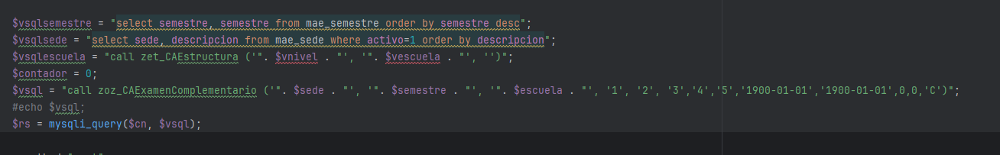 $vsqlsemestre = "select semestre, semestre from mae_semestre order by semestre desc";
$vsqlsede = "select sede, descripcion from mae_sede where activo=1 order by descripcion";
$vsqlescuela = "call zet_CAEstructura ('". $vnivel . "', '". $vescuela . "', '')";
$contador = 0;
$vsql = "call zoz_CAExamenComplementario ('". $sede . "', '". $semestre . "', '". $escuela . "', '1', '2', '3','4','5','1900-01-01','1900-01-01',0,0,'C')";
#echo $vsql;
$rs = mysqli_query($cn, $vsql);